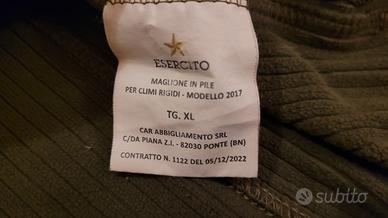 ESERCITO
MAGLIONE IN PILE
PER CLIMI RIGIDI - MODELLO 2017
TG. XL
CAR ABBIGLIAMENTO SRL
C/DA PIANA Z.I. - 82030 PONTE (BN)
CONTRATTO N. 1122 DEL 05/12/2022
subito